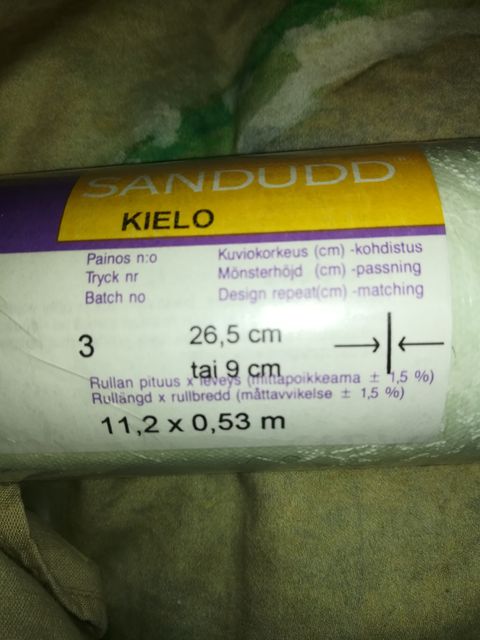 SANDUDD
KIELO
Painos n:o Kuviokorkeus (cm) -kohdistus
Tryck nr Mönsterhöjd (cm) -passning
Batch no Design repeat(cm) -matching
3 26,5 cm
tai 9 cm
Rullan pituus x leveys (mittapoikkeama ± 1,5 %)
Rullängd x rullbredd (måttavvikelse ± 1,5 %)
11,2 x 0,53 m